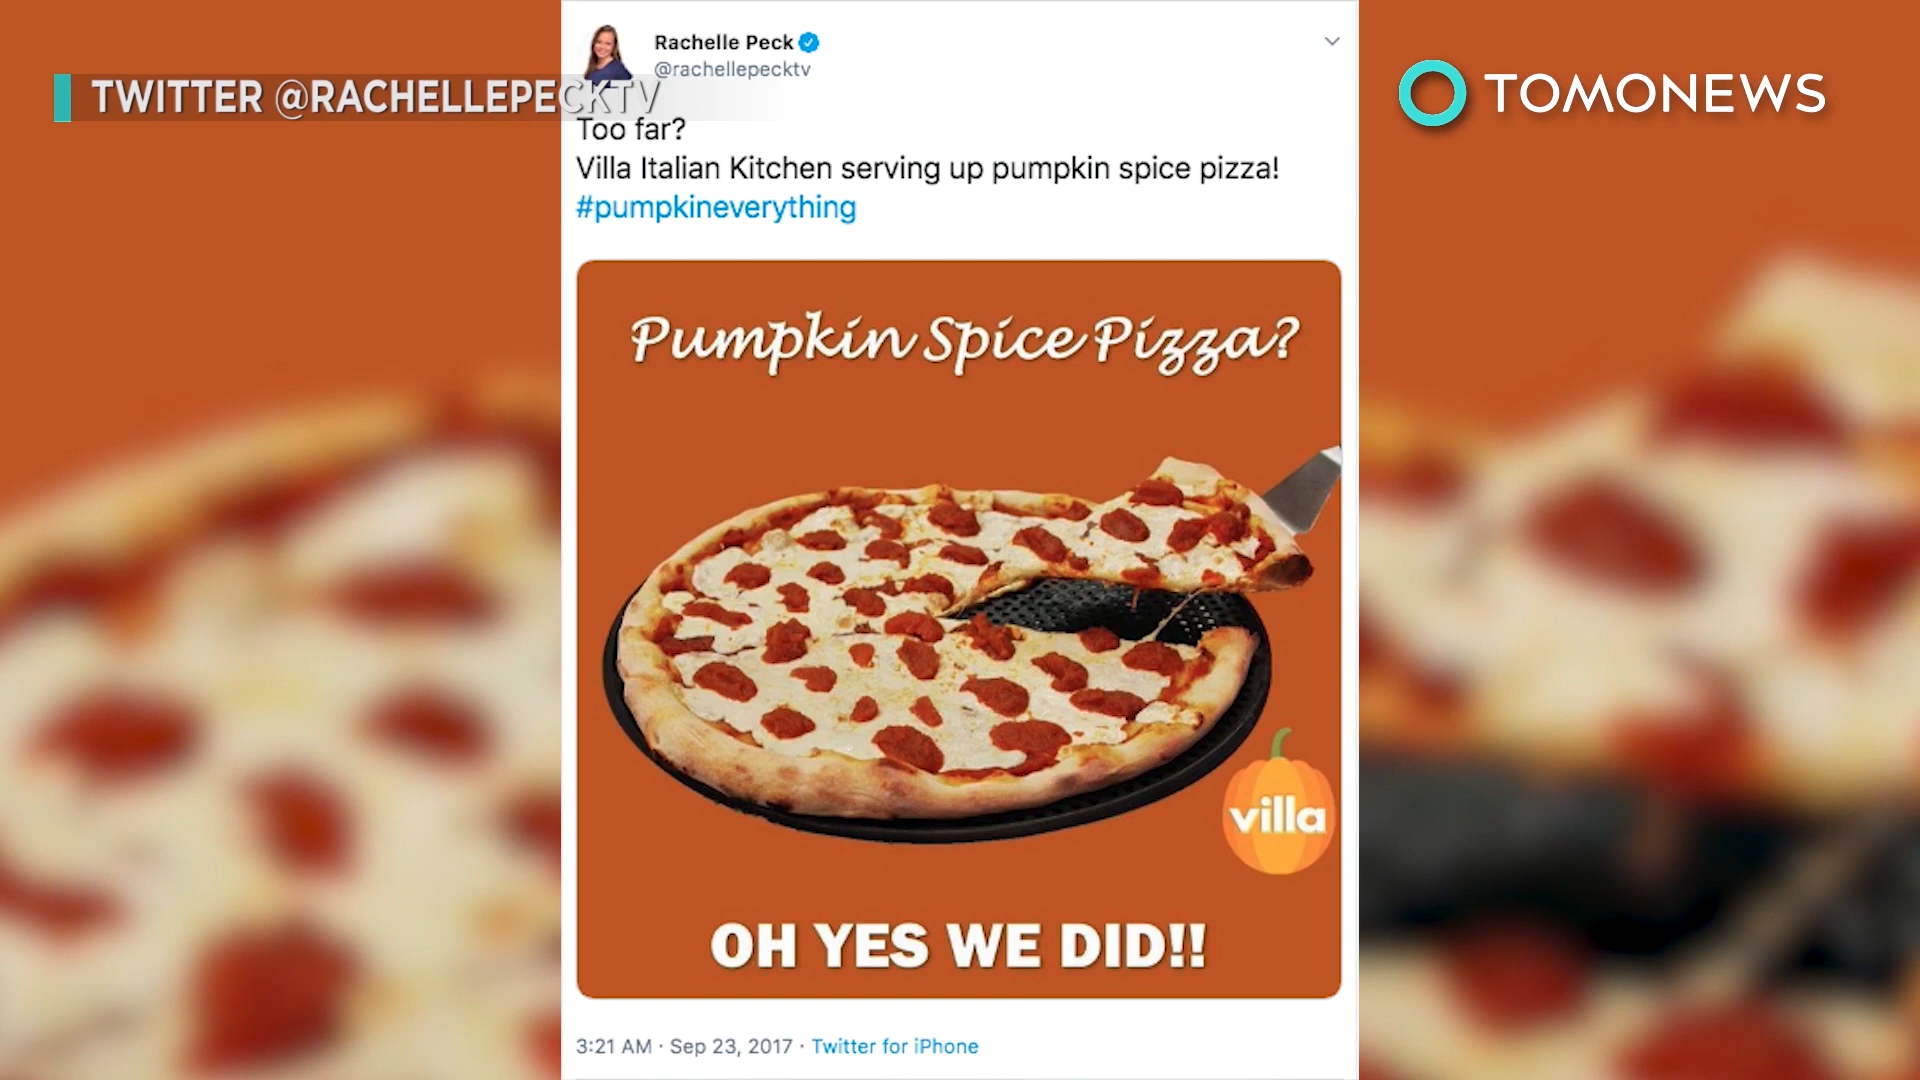 Rachelle Peck
@rachellepecktv
TWITTER @RACHELLEPECKTV
TOMONEWS
Too far?
Villa Italian Kitchen serving up pumpkin spice pizza!
#pumpkineverything
Pumpkin Spice Pizza?
villa
OH YES WE DID!!
3:21 AM · Sep 23, 2017 · Twitter for iPhone